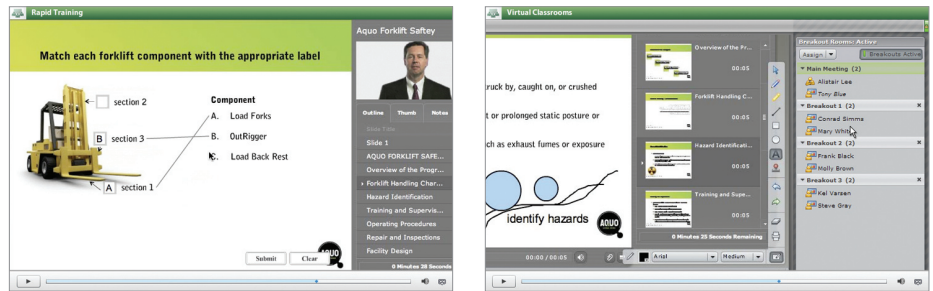 Rapid Training
Match each forklift component with the appropriate label
section 2
B section 3
A section 1
Component
A. Load Forks
B. OutRigger
C. Load Back Rest
Submit
Clear
AQUO
Aquo Forklift Saftey
Outline Thumb Notes
Slide Title
Slide 1
AQUO FORKLIFT SAFE...
Overview of the Progr...
Forklift Handling Char...
Hazard Identification
Training and Supervis...
Operating Procedures
Repair and Inspections
Facility Design
0 Minutes 38 Seconds
Virtual Classrooms
ruck by, caught on, or crushed
t or prolonged static posture or
ch as exhaust fumes or exposure
identify hazards
AQUO
00:00 / 00:05
Overview of the Pr...
00:05
Forklift Handling C...
00:05
Hazard Identificati...
00:05
Training and Supe...
00:05
0 Minutes 25 Seconds Remaining
A
Arial
Medium
Breakout Rooms: Active
Assign
Breakouts Active
Main Meeting (2)
Alistair Lee
Tony Blue
Breakout 1 (2)
Conrad Simma
Mary White
Breakout 2 (2)
Frank Black
Molly Brown
Breakout 3 (2)
Kel Varsen
Steve Gray